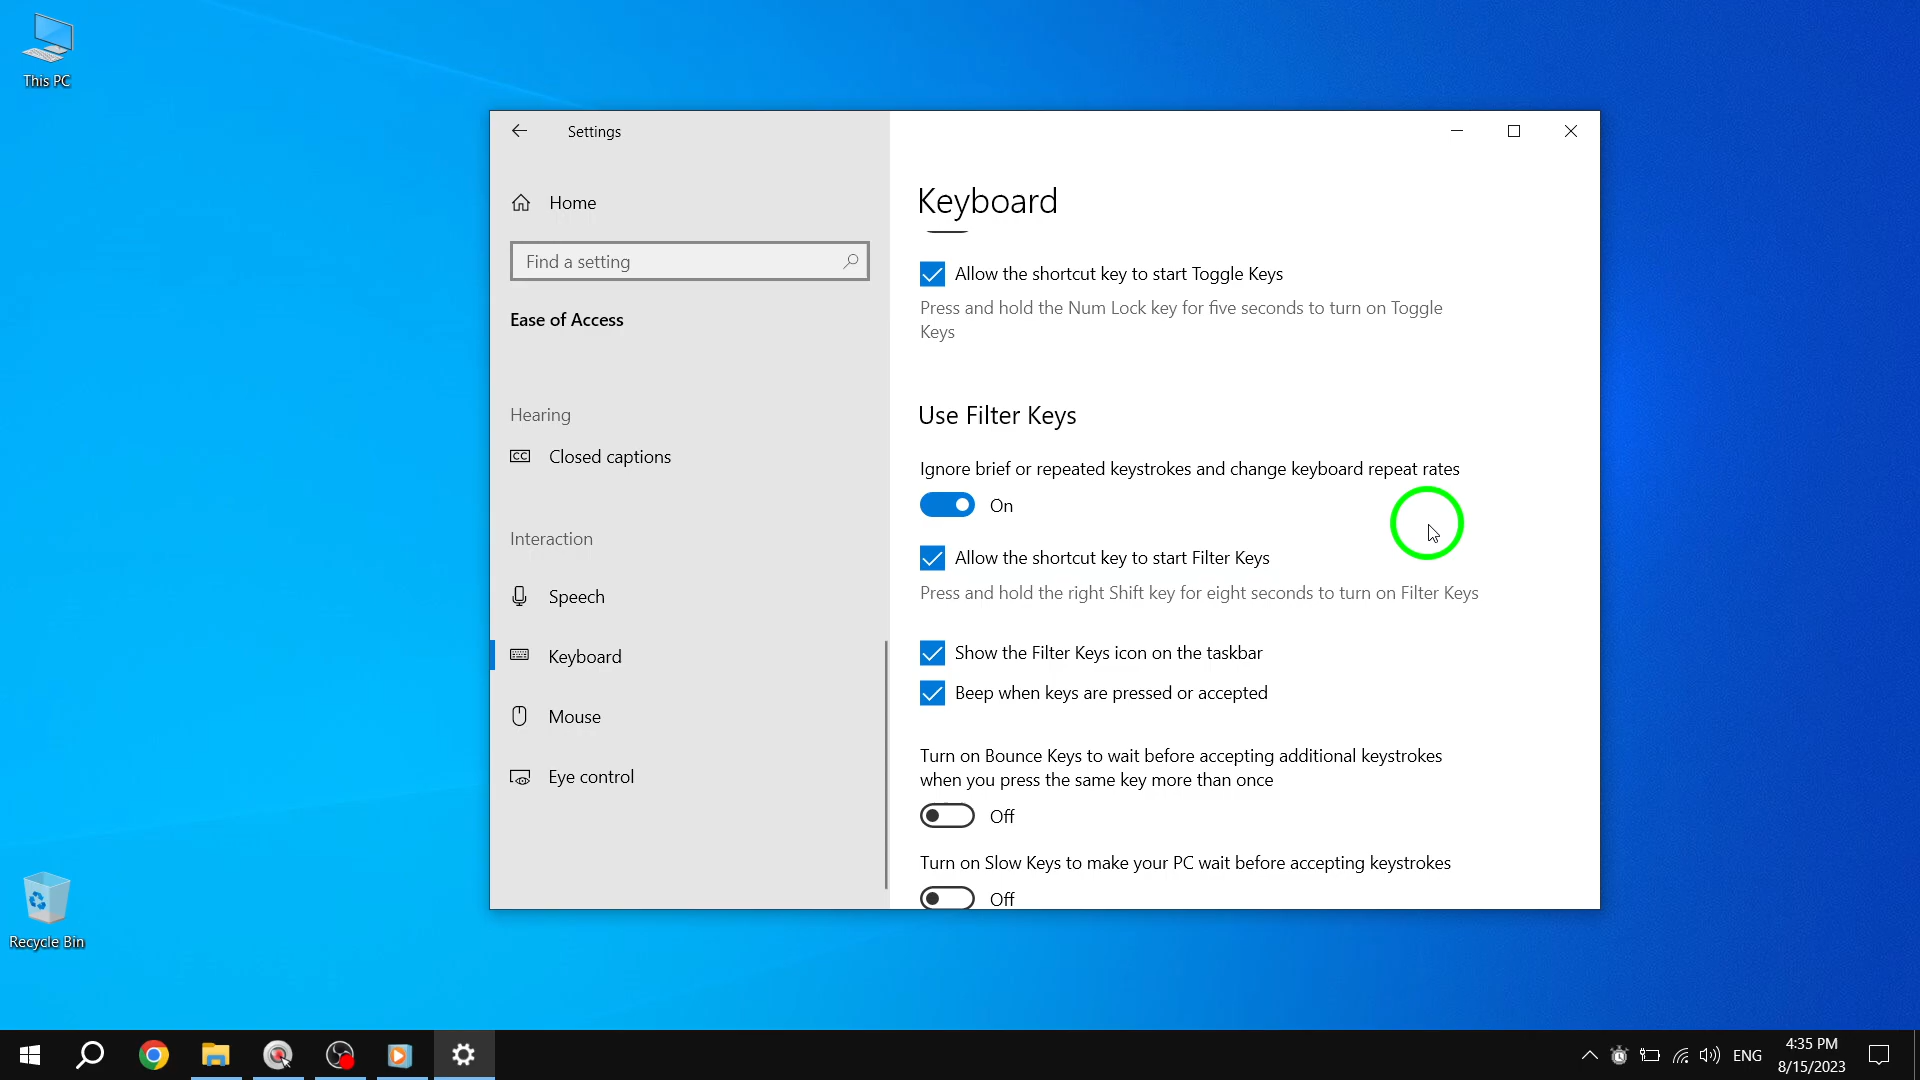 This PC
Settings
Home
Find a setting
Ease of Access
Hearing
CC
Closed captions
Interaction
Speech
Keyboard
Mouse
Eye control
Keyboard
Allow the shortcut key to start Toggle Keys
Press and hold the Num Lock key for five seconds to turn on Toggle
Keys
Use Filter Keys
Ignore brief or repeated keystrokes and change keyboard repeat rates
On
Allow the shortcut key to start Filter Keys
Press and hold the right Shift key for eight seconds to turn on Filter Keys
Show the Filter Keys icon on the taskbar
Beep when keys are pressed or accepted
Turn on Bounce Keys to wait before accepting additional keystrokes
when you press the same key more than once
Off
Turn on Slow Keys to make your PC wait before accepting keystrokes
Off
Recycle Bin
ENG
4:35 PM
8/15/2023